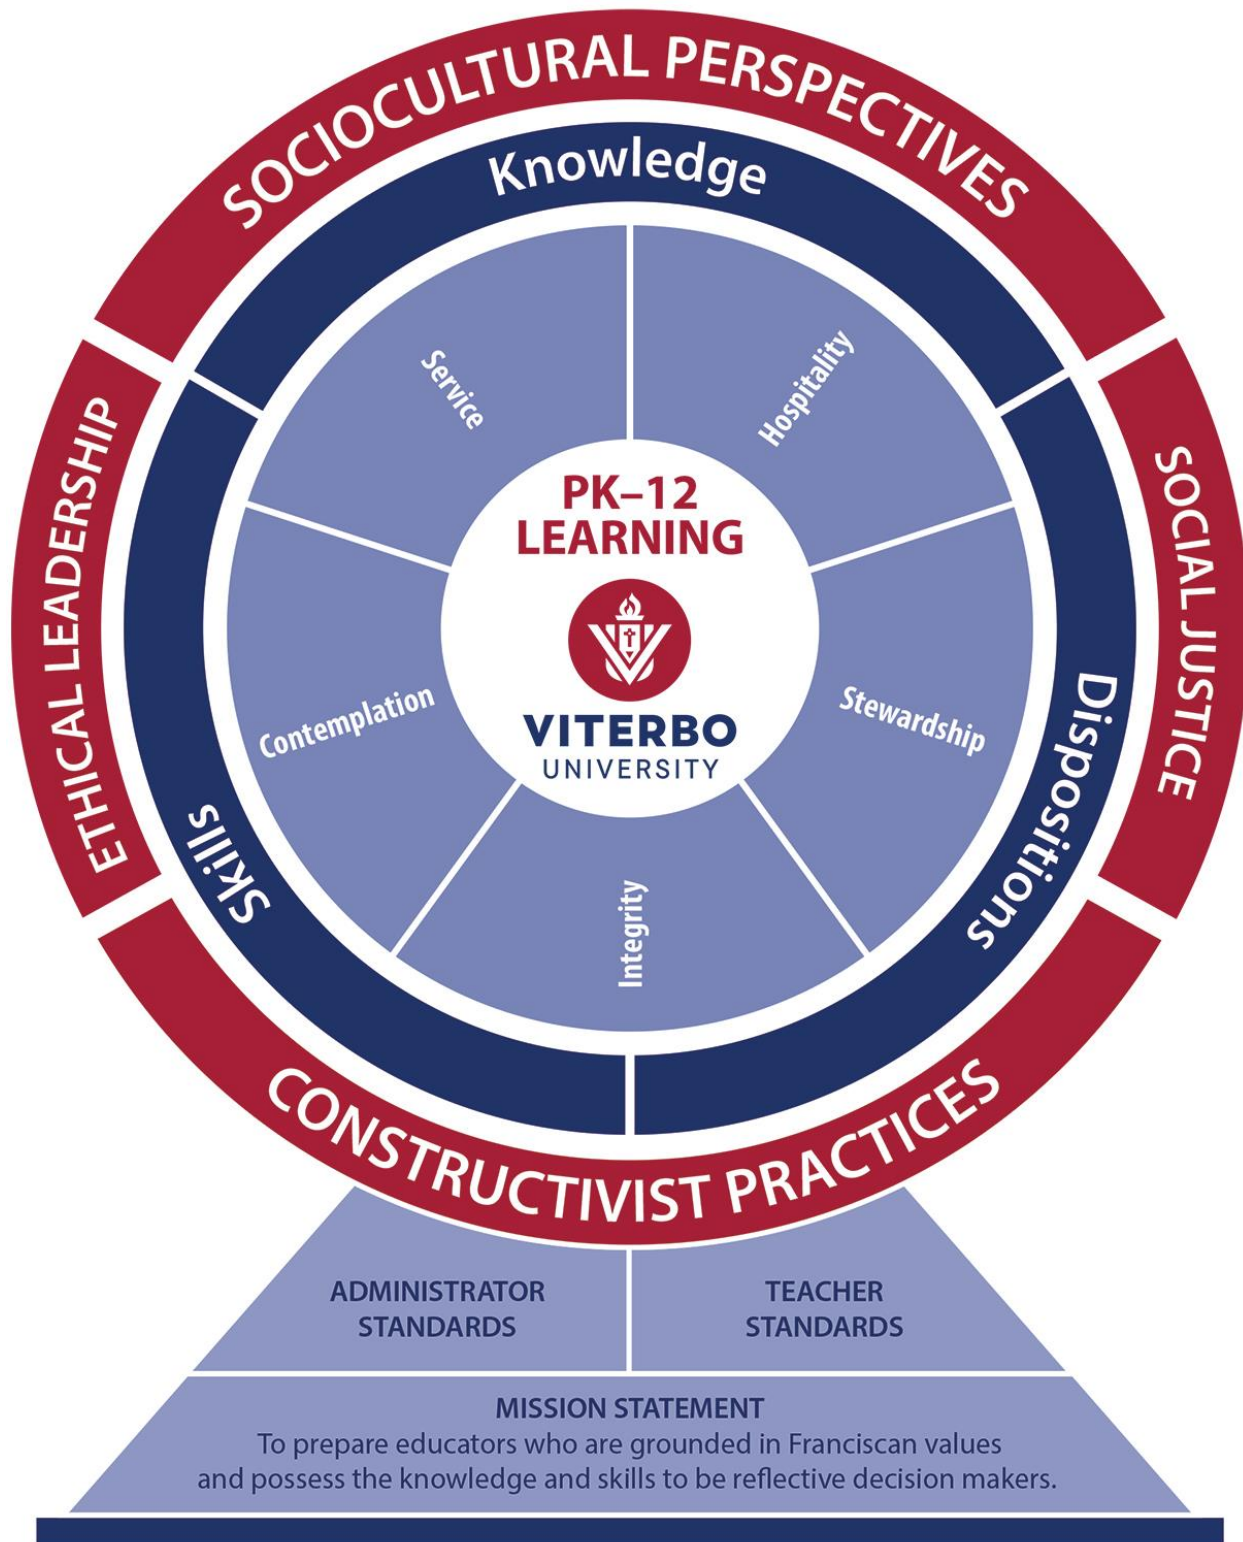 SOCIOCULTURAL PERSPECTIVES
Knowledge
Service
Hospitality
ETHICAL LEADERSHIP
SOCIAL JUSTICE
PK–12
LEARNING
VITERBO
UNIVERSITY
Contemplation
Stewardship
Skills
Dispositions
Integrity
CONSTRUCTIVIST PRACTICES
ADMINISTRATOR
STANDARDS
TEACHER
STANDARDS
MISSION STATEMENT
To prepare educators who are grounded in Franciscan values
and possess the knowledge and skills to be reflective decision makers.